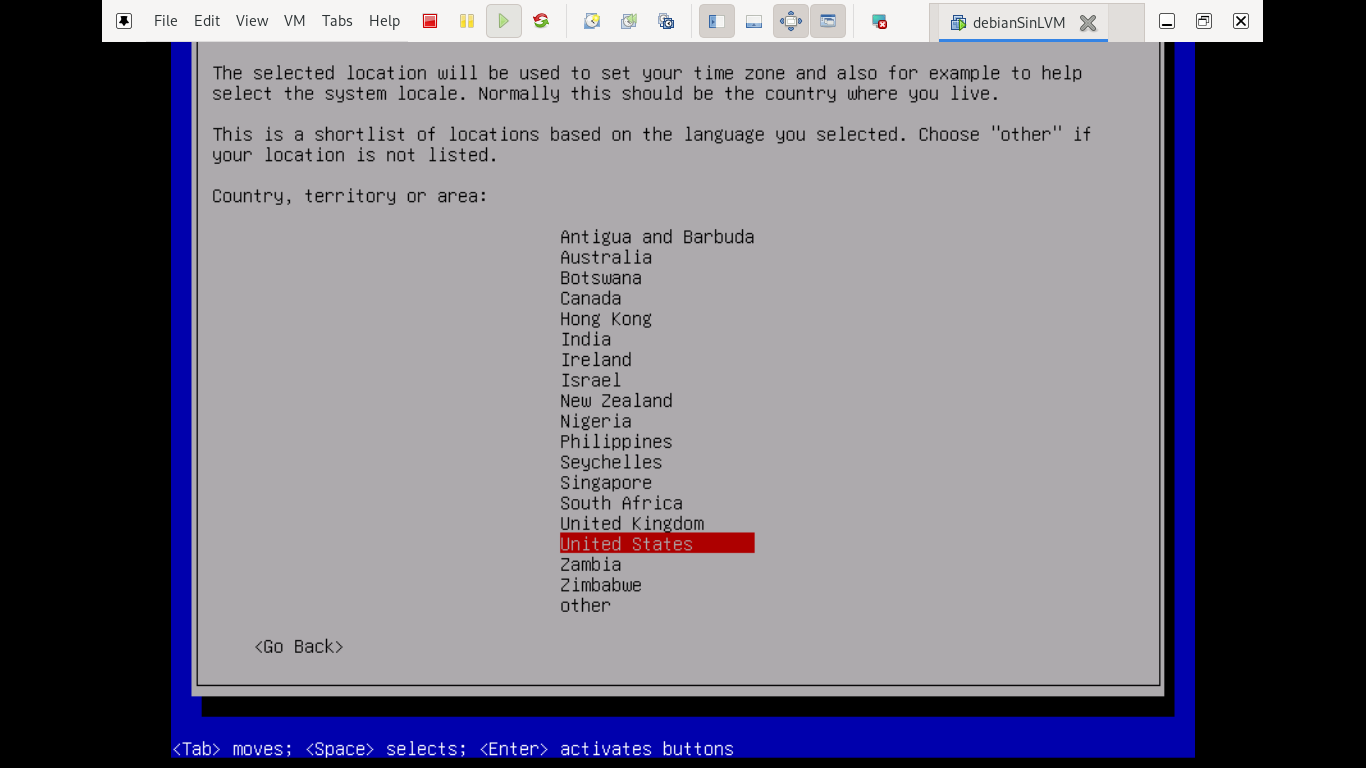 File Edit View VM Tabs Help debianSinLVM
The selected location will be used to set your time zone and also for example to help
select the system locale. Normally this should be the country where you live.
This is a shortlist of locations based on the language you selected. Choose "other" if
your location is not listed.
Country, territory or area:
Antigua and Barbuda
Australia
Botswana
Canada
Hong Kong
India
Ireland
Israel
New Zealand
Nigeria
Philippines
Seychelles
Singapore
South Africa
United Kingdom
United States
Zambia
Zimbabwe
other
<Go Back>
<Tab> moves; <Space> selects; <Enter> activates buttons